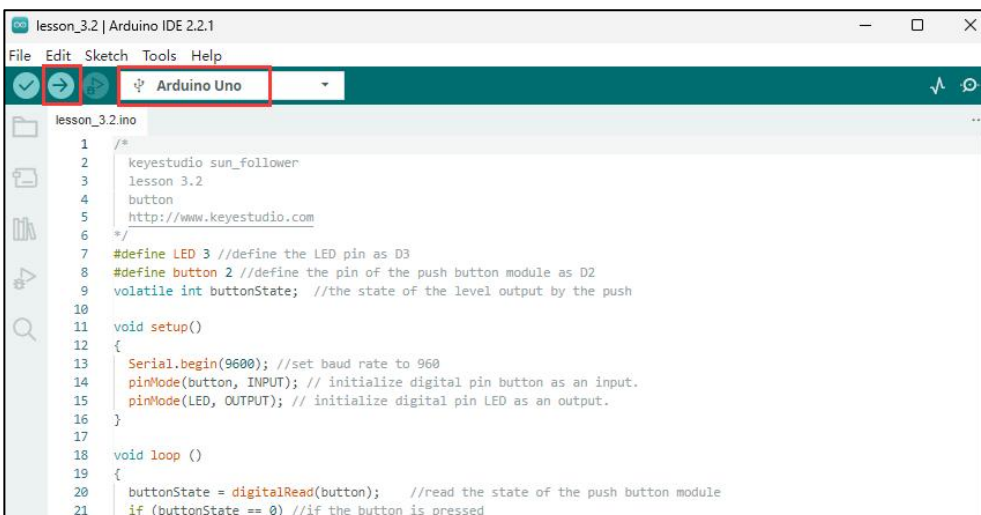 lesson_3.2 | Arduino IDE 2.2.1
File Edit Sketch Tools Help
Arduino Uno
lesson_3.2.ino
1 /*
2 keyestudio sun_follower
3 lesson 3.2
4 button
5 http://www.keyestudio.com
6 */
7 #define LED 3 //define the LED pin as D3
8 #define button 2 //define the pin of the push button module as D2
9 volatile int buttonState; //the state of the level output by the push
10
11 void setup()
12 {
13 Serial.begin(9600); //set baud rate to 960
14 pinMode(button, INPUT); // initialize digital pin button as an input.
15 pinMode(LED, OUTPUT); // initialize digital pin LED as an output.
16 }
17
18 void loop ()
19 {
20 buttonState = digitalRead(button); //read the state of the push button module
21 if (buttonState == 0) //if the button is pressed